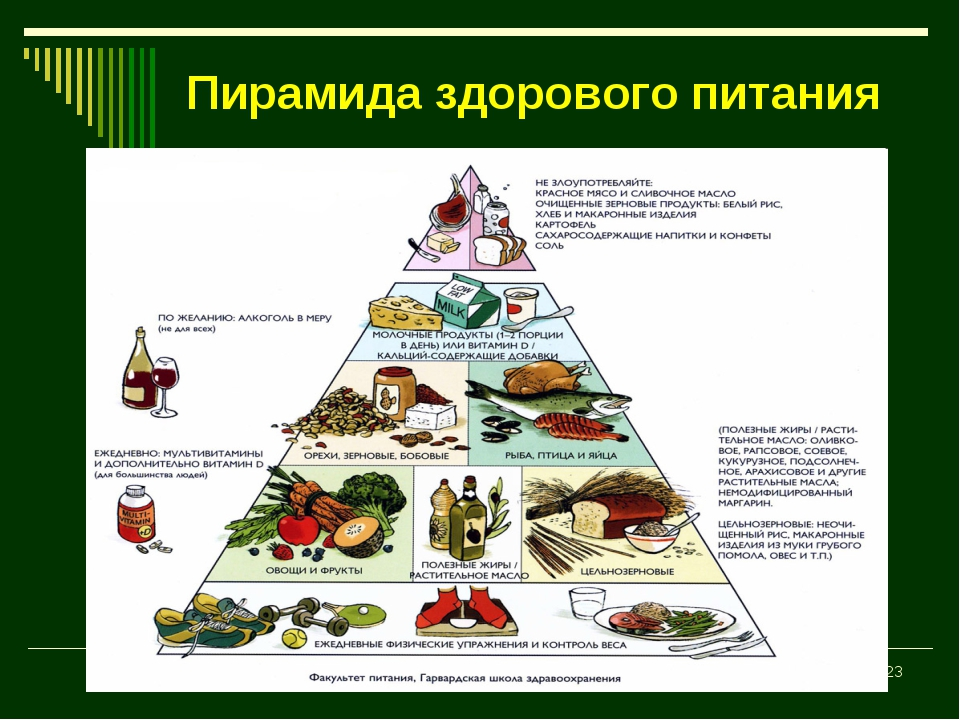 Пирамида здорового питания
НЕ ЗЛОУПОТРЕБЛЯЙТЕ:
КРАСНОЕ МЯСО И СЛИВОЧНОЕ МАСЛО
ОЧИЩЕННЫЕ ЗЕРНОВЫЕ ПРОДУКТЫ: БЕЛЫЙ РИС,
ХЛЕБ И МАКАРОННЫЕ ИЗДЕЛИЯ
КАРТОФЕЛЬ
САХАРОСОДЕРЖАЩИЕ НАПИТКИ И КОНФЕТЫ
СОЛЬ
LOW
FAT
MILK
ПО ЖЕЛАНИЮ: АЛКОГОЛЬ В МЕРУ
(не для всех)
МОЛОЧНЫЕ ПРОДУКТЫ (1–2 ПОРЦИИ
В ДЕНЬ) ИЛИ ВИТАМИН D /
КАЛЬЦИЙ-СОДЕРЖАЩИЕ ДОБАВКИ
ОРЕХИ, ЗЕРНОВЫЕ, БОБОВЫЕ
РЫБА, ПТИЦА И ЯЙЦА
ЕЖЕДНЕВНО: МУЛЬТИВИТАМИНЫ
И ДОПОЛНИТЕЛЬНО ВИТАМИН D
(для большинства людей)
MULTI-
VITAMIN
+D
(ПОЛЕЗНЫЕ ЖИРЫ / РАСТИ-
ТЕЛЬНОЕ МАСЛО: ОЛИВКО-
ВОЕ, РАПСОВОЕ, СОЕВОЕ,
КУКУРУЗНОЕ, ПОДСОЛНЕЧ-
НОЕ, АРАХИСОВОЕ И ДРУГИЕ
РАСТИТЕЛЬНЫЕ МАСЛА;
НЕМОДИФИЦИРОВАННЫЙ
МАРГАРИН.
ЦЕЛЬНОЗЕРНОВЫЕ: НЕОЧИ-
ЩЕННЫЙ РИС, МАКАРОННЫЕ
ИЗДЕЛИЯ ИЗ МУКИ ГРУБОГО
ПОМОЛА, ОВЕС И Т.П.)
ОВОЩИ И ФРУКТЫ
ПОЛЕЗНЫЕ ЖИРЫ /
РАСТИТЕЛЬНОЕ МАСЛО
ЦЕЛЬНОЗЕРНОВЫЕ
ЕЖЕДНЕВНЫЕ ФИЗИЧЕСКИЕ УПРАЖНЕНИЯ И КОНТРОЛЬ ВЕСА
Факультет питания, Гарвардская школа здравоохранения
23